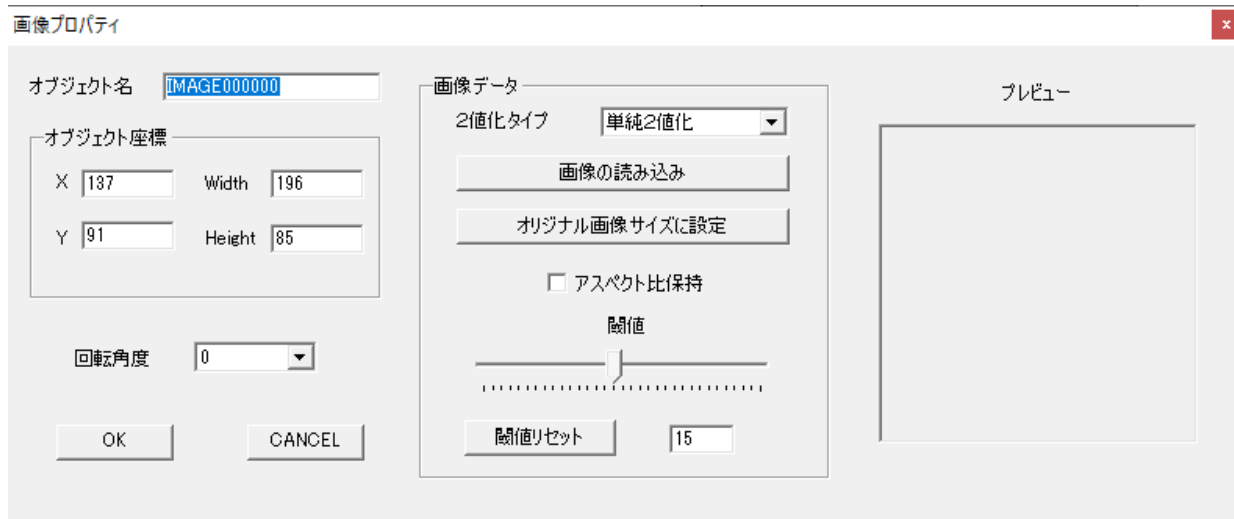 画像プロパティ
x
オブジェクト名 IMAGE000000
オブジェクト座標
X 137 Width 196
Y 91 Height 85
回転角度 0
OK CANCEL
画像データ
2値化タイプ 単純2値化
画像の読み込み
オリジナル画像サイズに設定
アスペクト比保持
閾値
閾値リセット 15
プレビュー